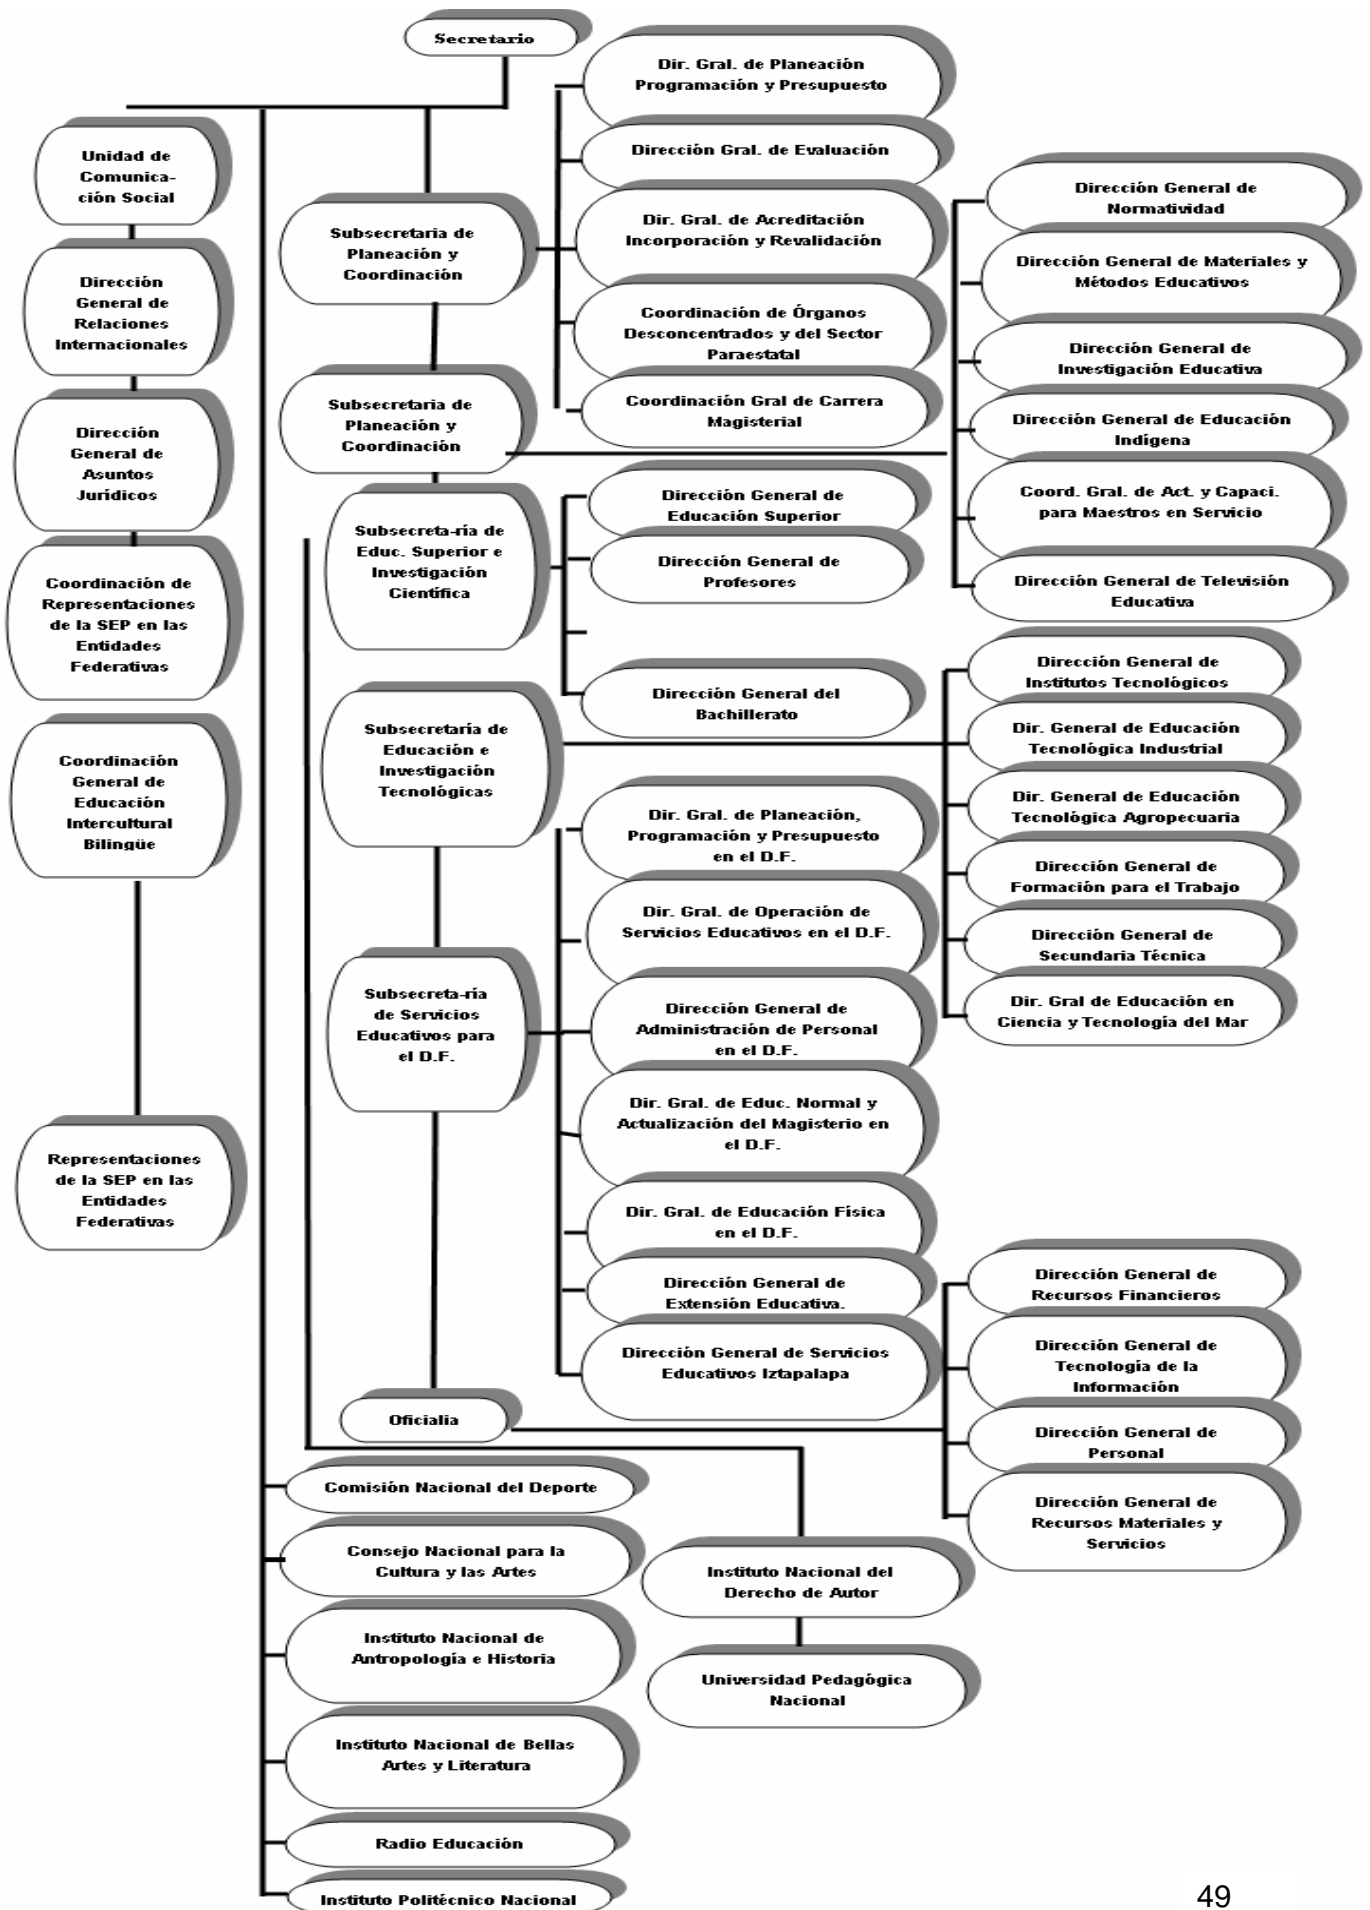 Secretario
Dir. Gral. de Planeación
Programación y Presupuesto
Dirección Gral. de Evaluación
Dir. Gral. de Acreditación
Incorporación y Revalidación
Coordinación de Órganos
Desconcentrados y del Sector
Paraestatal
Coordinación Gral de Carrera
Magisterial
Unidad de
Comunica-
ción Social
Dirección
General de
Relaciones
Internacionales
Dirección
General de
Asuntos
Jurídicos
Coordinación de
Representaciones
de la SEP en las
Entidades
Federativas
Coordinación
General de
Educación
Intercultural
Bilingüe
Representaciones
de la SEP en las
Entidades
Federativas
Subsecretaria de
Planeación y
Coordinación
Subsecretaria de
Planeación y
Coordinación
Subsecreta-ría de
Educ. Superior e
Investigación
Científica
Subsecretaría de
Educación e
Investigación
Tecnológicas
Subsecreta-ría
de Servicios
Educativos para
el D.F.
Oficialia
Dirección General de
Normatividad
Dirección General de Materiales y
Métodos Educativos
Dirección General de
Investigación Educativa
Dirección General de Educación
Indígena
Coord. Gral. de Act. y Capaci.
para Maestros en Servicio
Dirección General de Televisión
Educativa
Dirección General de
Educación Superior
Dirección General de
Profesores
Dirección General del
Bachillerato
Dirección General de
Institutos Tecnológicos
Dir. General de Educación
Tecnológica Industrial
Dir. General de Educación
Tecnológica Agropecuaria
Dirección General de
Formación para el Trabajo
Dirección General de
Secundaria Técnica
Dir. Gral de Educación en
Ciencia y Tecnología del Mar
Dir. Gral. de Planeación,
Programación y Presupuesto
en el D.F.
Dir. Gral. de Operación de
Servicios Educativos en el D.F.
Dirección General de
Administración de Personal
en el D.F.
Dir. Gral. de Educ. Normal y
Actualización del Magisterio en
el D.F.
Dir. Gral. de Educación Física
en el D.F.
Dirección General de
Extensión Educativa.
Dirección General de Servicios
Educativos Iztapalapa
Dirección General de
Recursos Financieros
Dirección General de
Tecnología de la
Información
Dirección General de
Personal
Dirección General de
Recursos Materiales y
Servicios
Comisión Nacional del Deporte
Consejo Nacional para la
Cultura y las Artes
Instituto Nacional de
Antropología e Historia
Instituto Nacional de Bellas
Artes y Literatura
Radio Educación
Instituto Politécnico Nacional
Instituto Nacional del
Derecho de Autor
Universidad Pedagógica
Nacional
49